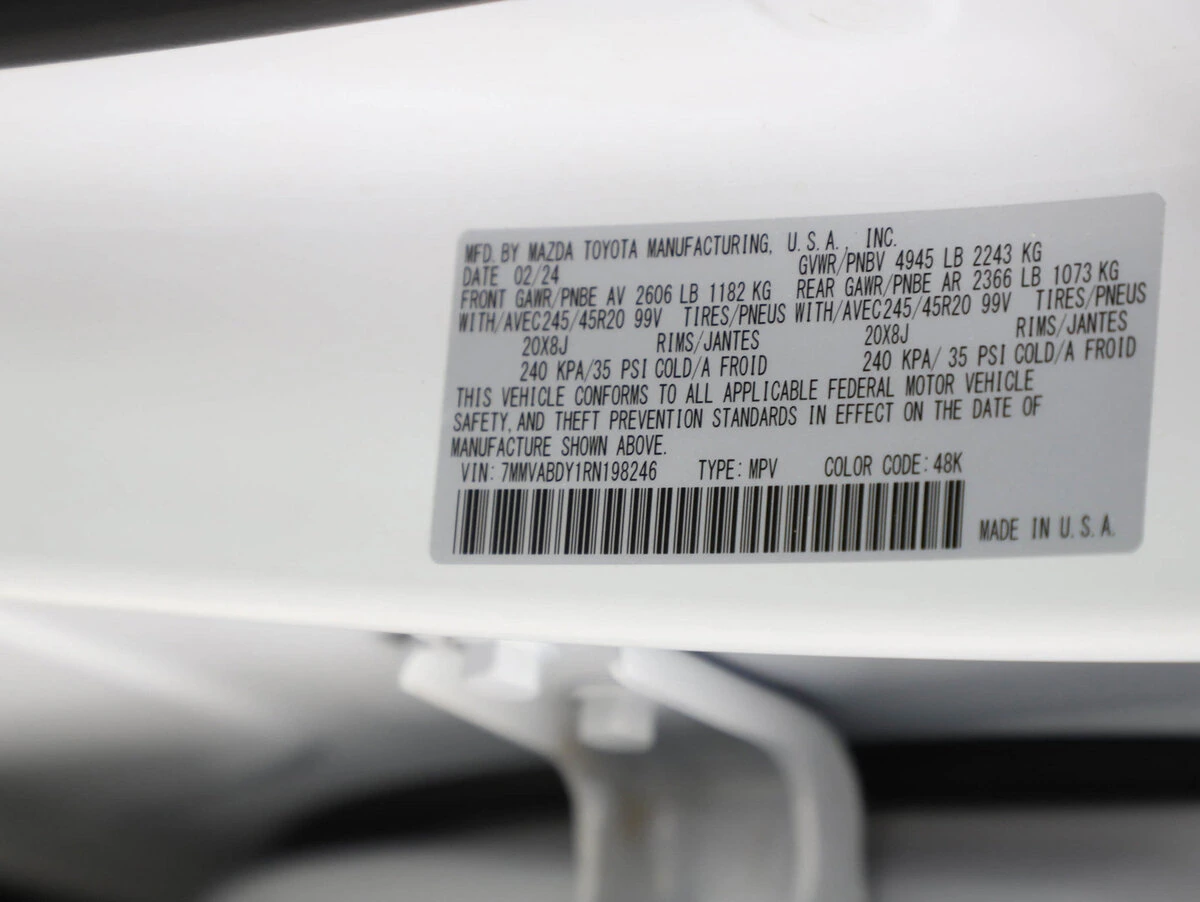 MFD. BY MAZDA TOYOTA MANUFACTURING, U.S.A., INC.
DATE 02/24 GVWR/PNBV 4945 LB 2243 KG
FRONT GAWR/PNBE AV 2606 LB 1182 KG REAR GAWR/PNBE AR 2366 LB 1073 KG
WITH/AVEC245/45R20 99V TIRES/PNEUS WITH/AVEC245/45R20 99V TIRES/PNEUS
20X8J RIMS/JANTES 20X8J RIMS/JANTES
240 KPA/35 PSI COLD/A FROID 240 KPA/ 35 PSI COLD/A FROID
THIS VEHICLE CONFORMS TO ALL APPLICABLE FEDERAL MOTOR VEHICLE
SAFETY, AND THEFT PREVENTION STANDARDS IN EFFECT ON THE DATE OF
MANUFACTURE SHOWN ABOVE.
VIN: 7MMVABDY1RN198246 TYPE: MPV COLOR CODE: 48K
MADE IN U.S.A.